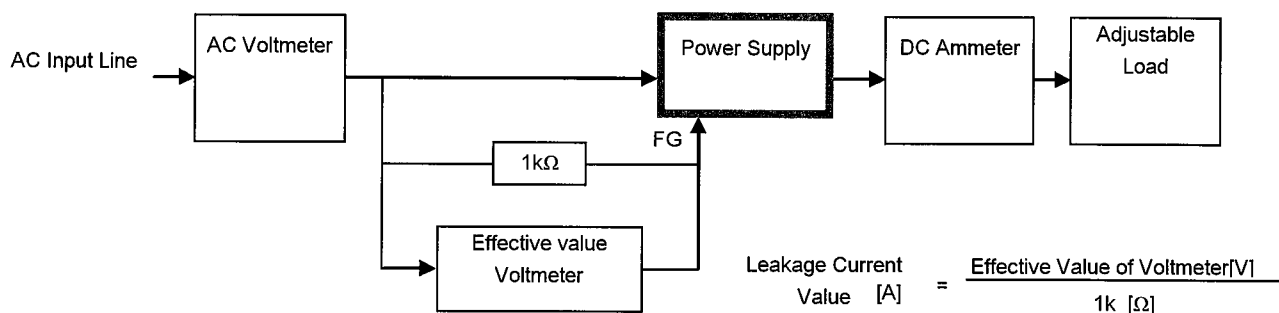 AC Input Line
AC Voltmeter
Power Supply
DC Ammeter
Adjustable
Load
FG
1kΩ
Effective value
Voltmeter
Leakage Current
Value [A]
=
Effective Value of Voltmeter[V]
1k [Ω]